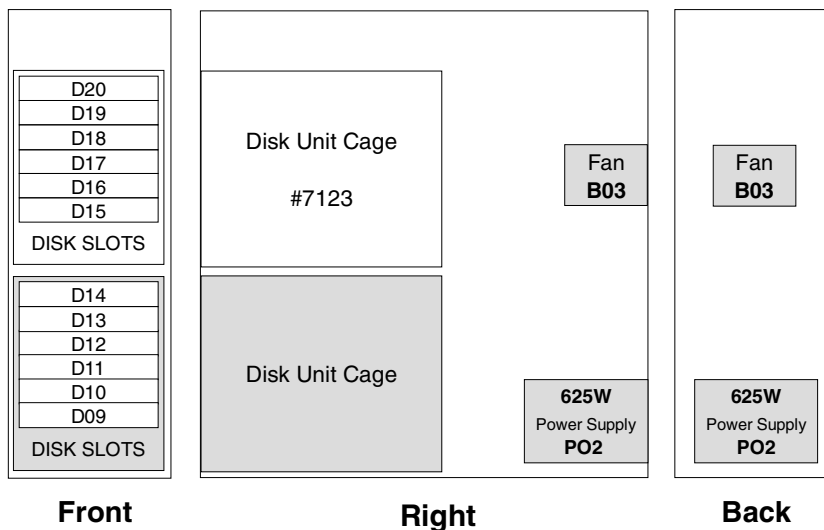 D20
D19
D18
D17
D16
D15
DISK SLOTS
D14
D13
D12
D11
D10
D09
DISK SLOTS
Front
Disk Unit Cage
#7123
Disk Unit Cage
Fan
B03
625W
Power Supply
PO2
Right
Fan
B03
625W
Power Supply
PO2
Back